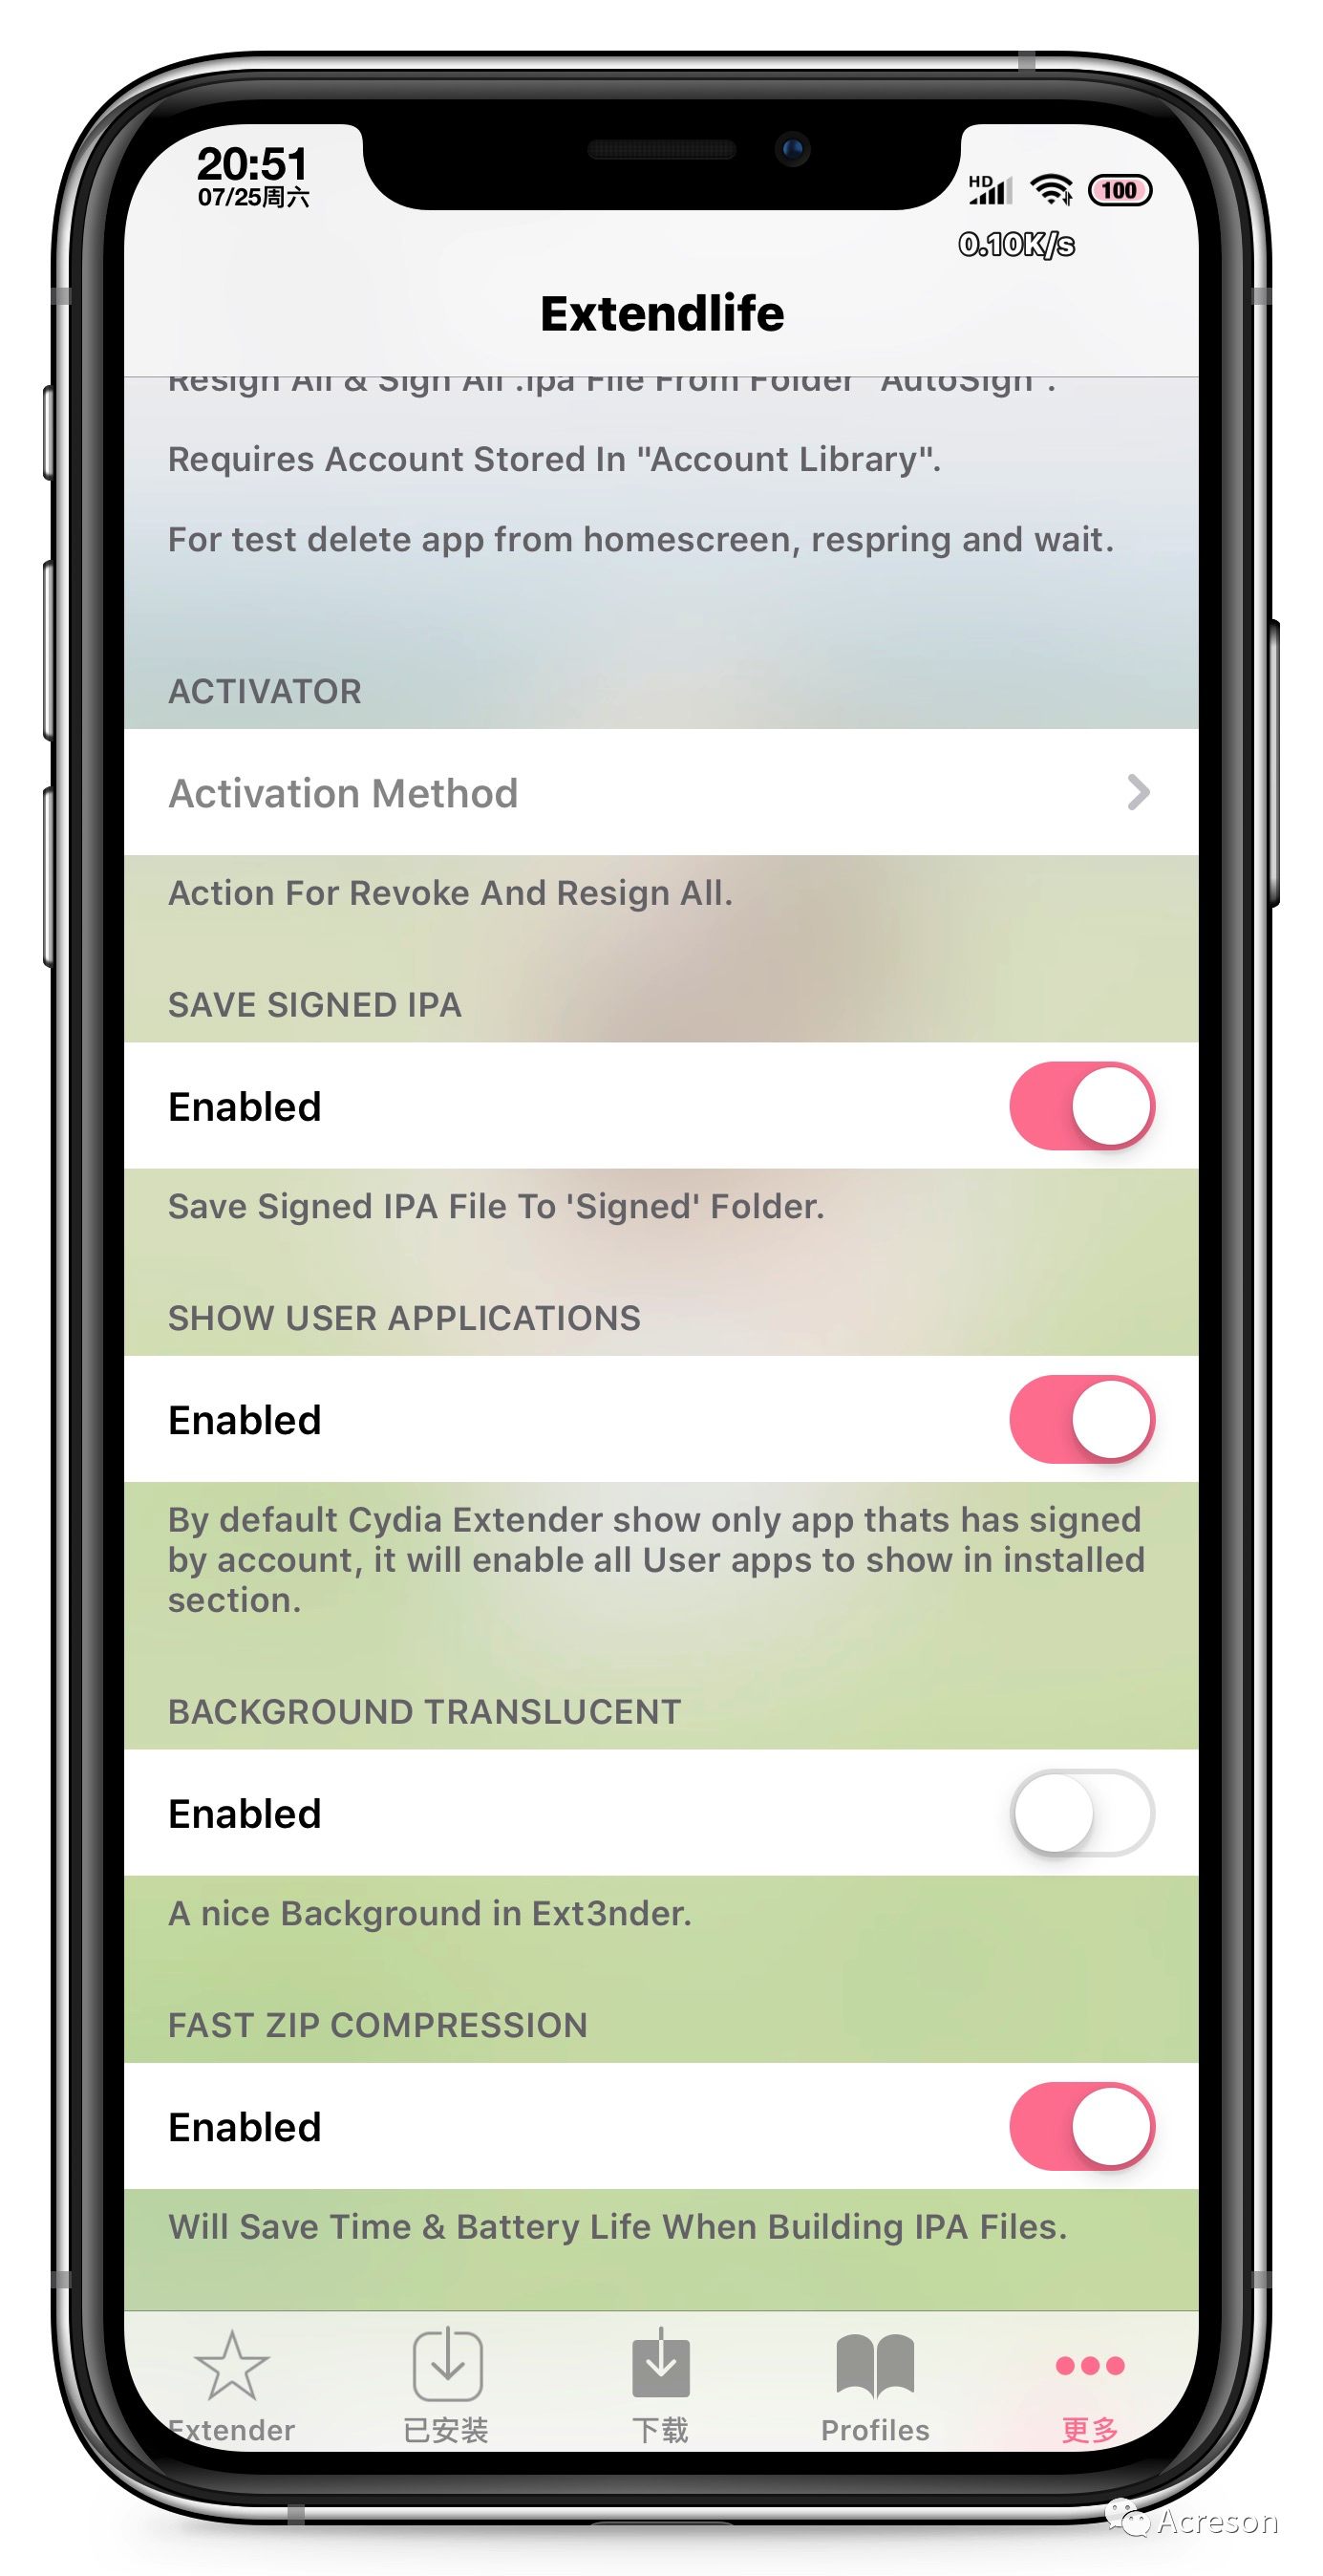 20:51
07/25周六
HD
100
0.10K/s
Extendlife
Resign All & Sign All .ipa File From Folder "AutoSign".
Requires Account Stored In "Account Library".
For test delete app from homescreen, respring and wait.
ACTIVATOR
Activation Method
Action For Revoke And Resign All.
SAVE SIGNED IPA
Enabled
Save Signed IPA File To 'Signed' Folder.
SHOW USER APPLICATIONS
Enabled
By default Cydia Extender show only app thats has signed
by account, it will enable all User apps to show in installed
section.
BACKGROUND TRANSLUCENT
Enabled
A nice Background in Ext3nder.
FAST ZIP COMPRESSION
Enabled
Will Save Time & Battery Life When Building IPA Files.
Extender
已安装
下载
Profiles
更多
Acreson